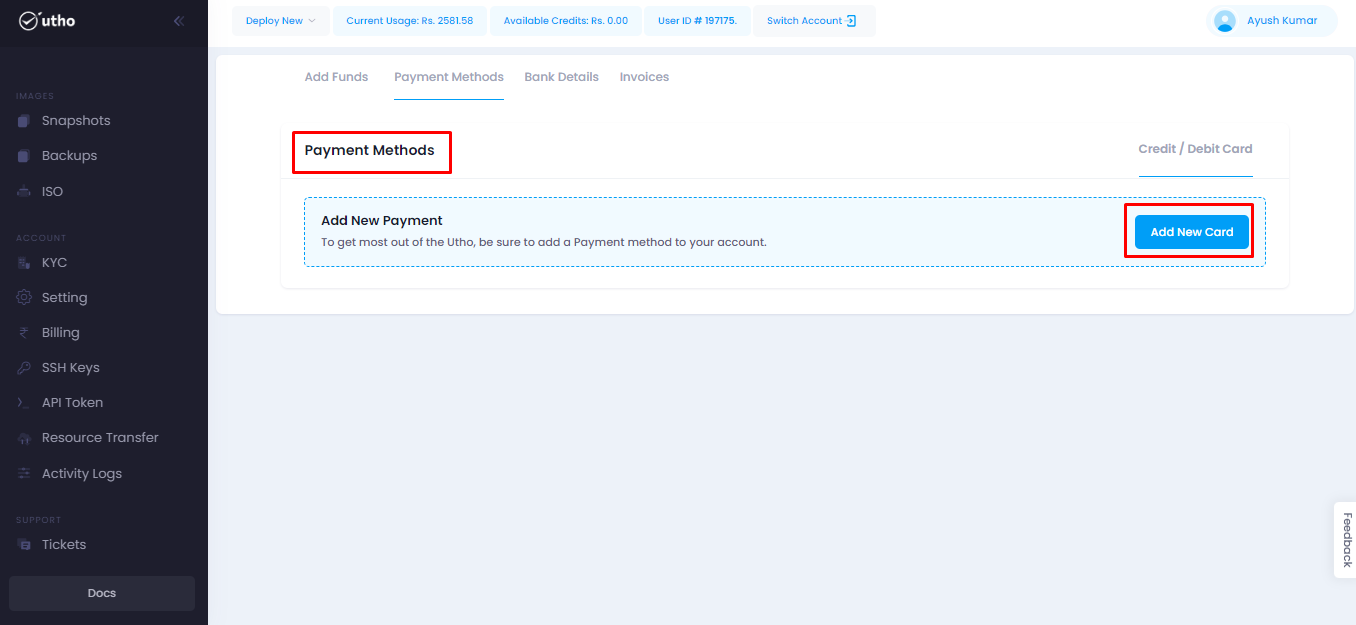 utho
Deploy New
Current Usage: Rs. 2581.58
Available Credits: Rs. 0.00
User ID # 197175.
Switch Account
Ayush Kumar
IMAGES
Snapshots
Backups
ISO
ACCOUNT
KYC
Setting
Billing
SSH Keys
API Token
Resource Transfer
Activity Logs
SUPPORT
Tickets
Docs
Add Funds
Payment Methods
Bank Details
Invoices
Payment Methods
Credit / Debit Card
Add New Payment
To get most out of the Utho, be sure to add a Payment method to your account.
Add New Card
Feedback